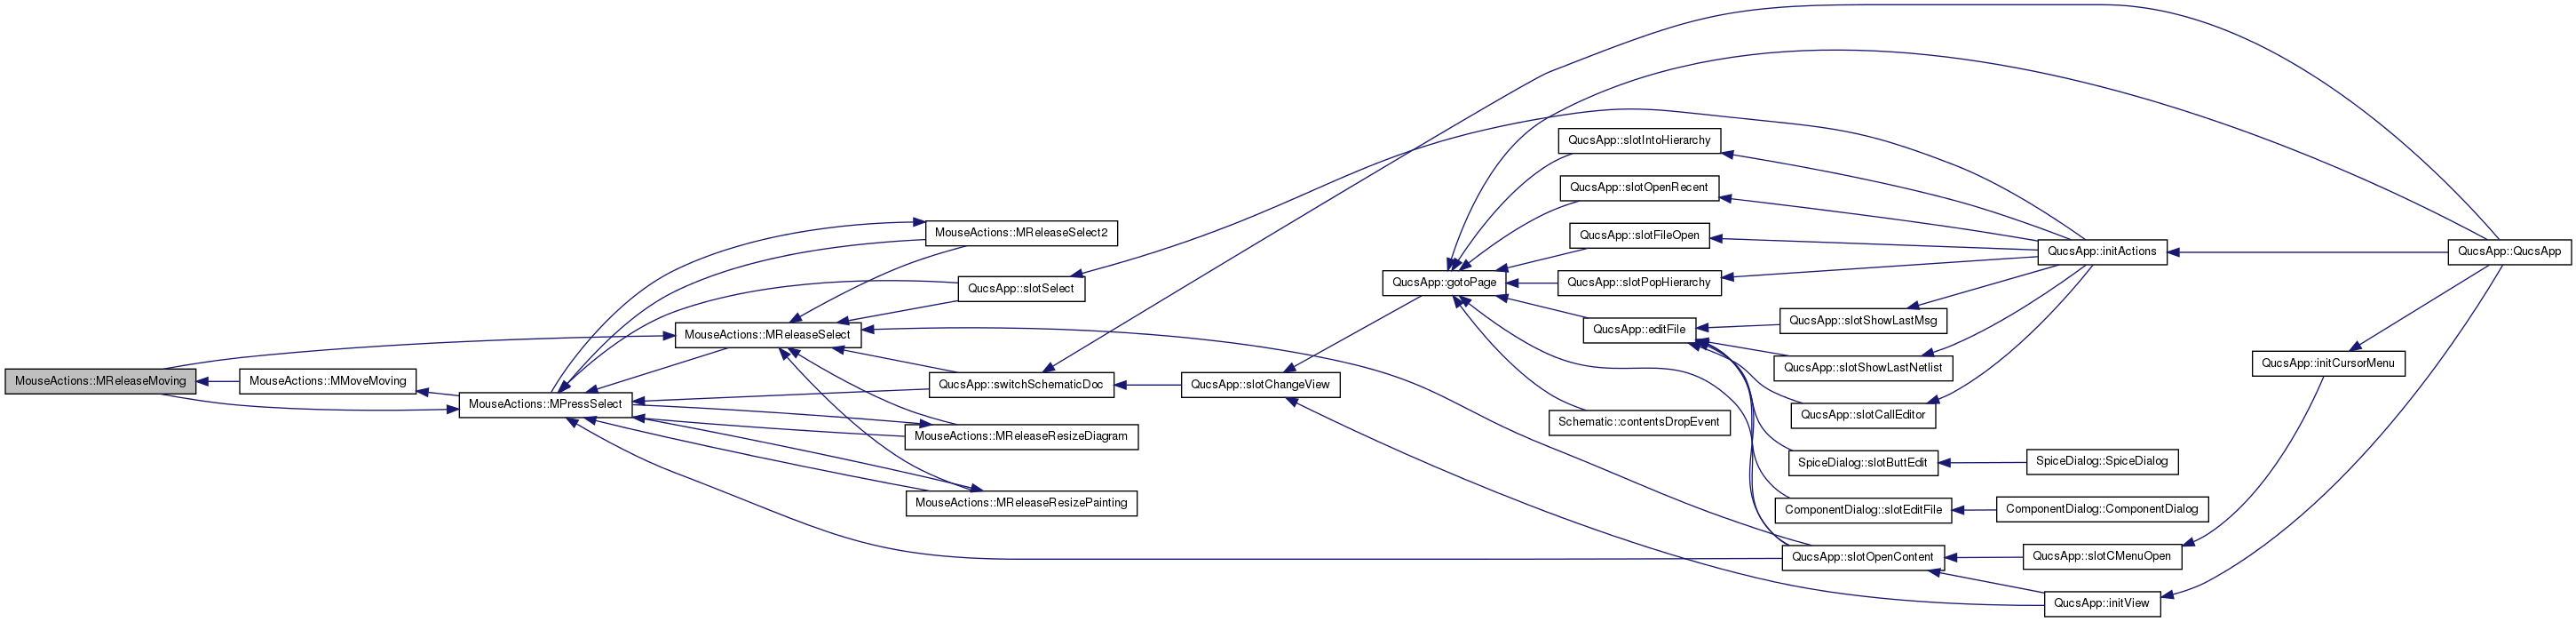 MouseActions::MReleaseMoving
MouseActions::MMoveMoving
MouseActions::MPressSelect
MouseActions::MReleaseSelect
MouseActions::MReleaseSelect2
QucsApp::slotSelect
QucsApp::switchSchematicDoc
MouseActions::MReleaseResizeDiagram
MouseActions::MReleaseResizePainting
QucsApp::slotChangeView
QucsApp::gotoPage
QucsApp::slotIntoHierarchy
QucsApp::slotOpenRecent
QucsApp::slotFileOpen
QucsApp::slotPopHierarchy
QucsApp::editFile
Schematic::contentsDropEvent
QucsApp::slotShowLastMsg
QucsApp::slotShowLastNetlist
QucsApp::slotCallEditor
SpiceDialog::slotButtEdit
ComponentDialog::slotEditFile
QucsApp::slotOpenContent
QucsApp::initActions
SpiceDialog::SpiceDialog
ComponentDialog::ComponentDialog
QucsApp::slotCMenuOpen
QucsApp::initView
QucsApp::initCursorMenu
QucsApp::QucsApp